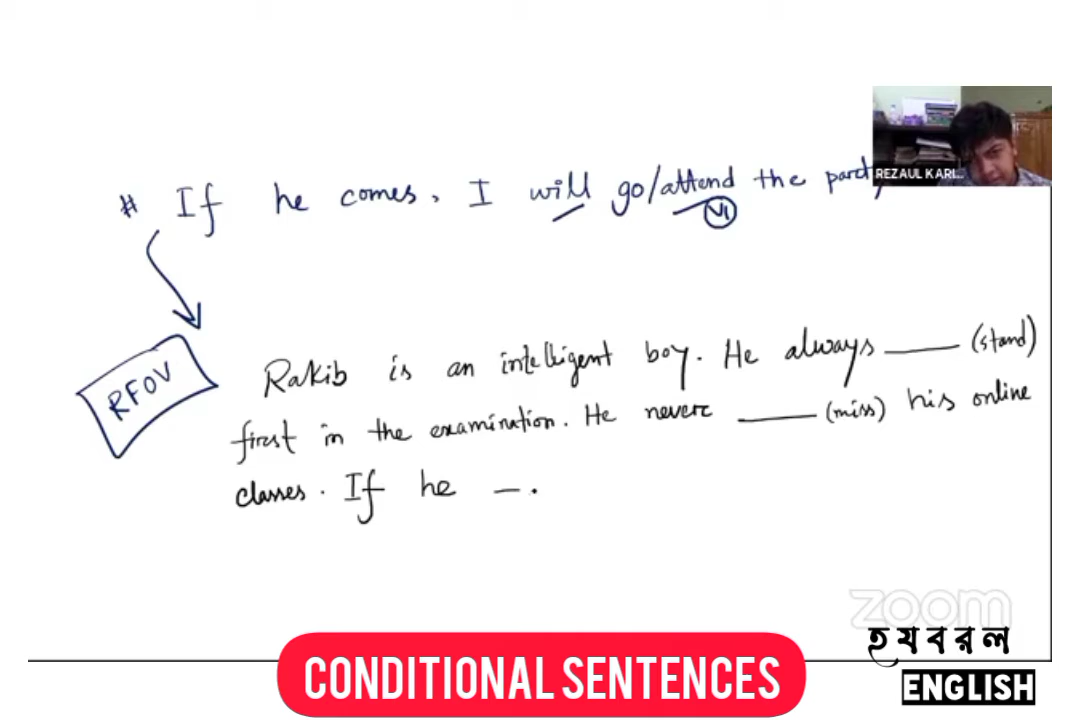 # If he comes, I will go/attend the party
V1
REZAUL KARI...
RFOV
Rakib is an intelligent boy. He always ____ (stand)
first in the examination. He never ____ (miss) his online
classes. If he —.
zoom
হযবরল
ENGLISH
CONDITIONAL SENTENCES